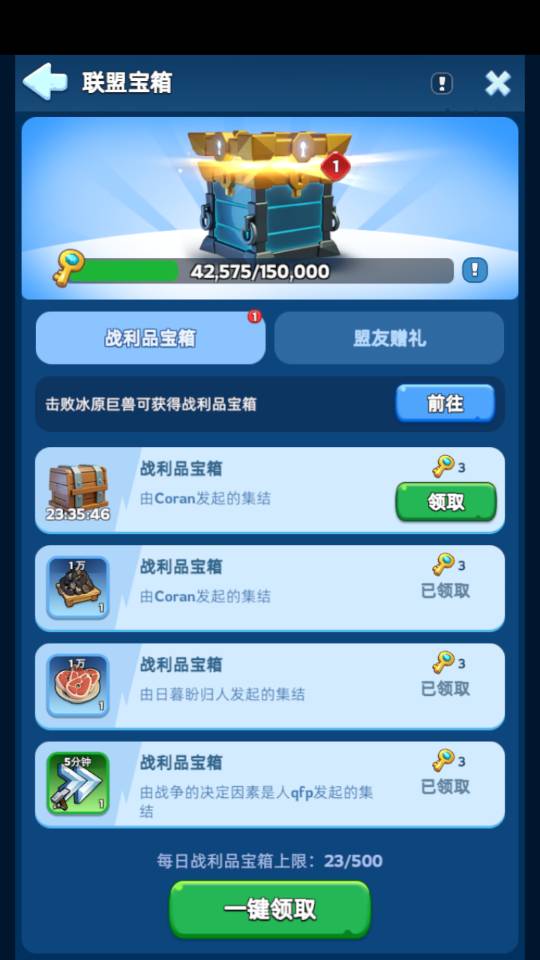 联盟宝箱
1
42,575/150,000
战利品宝箱
1
盟友赠礼
击败冰原巨兽可获得战利品宝箱
前往
战利品宝箱
3
由Coran发起的集结
23:35:46
领取
1万
战利品宝箱
3
由Coran发起的集结
已领取
1
1万
战利品宝箱
3
由日暮盼归人发起的集结
已领取
1
5分钟
战利品宝箱
3
由战争的决定因素是人qfp发起的集
结
已领取
1
每日战利品宝箱上限：23/500
一键领取